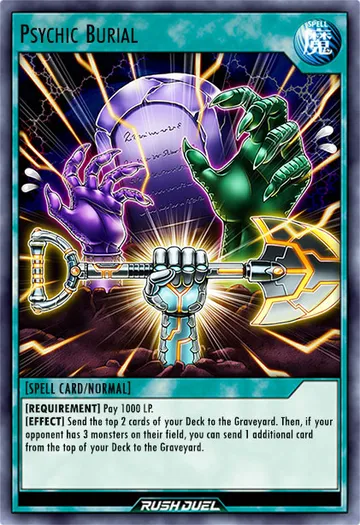 PSYCHIC BURIAL
SPELL
魔
[SPELL CARD/NORMAL]
[REQUIREMENT] Pay 1000 LP.
[EFFECT] Send the top 2 cards of your Deck to the Graveyard. Then, if your
opponent has 3 monsters on their field, you can send 1 additional card
from the top of your Deck to the Graveyard.
RUSH DUEL